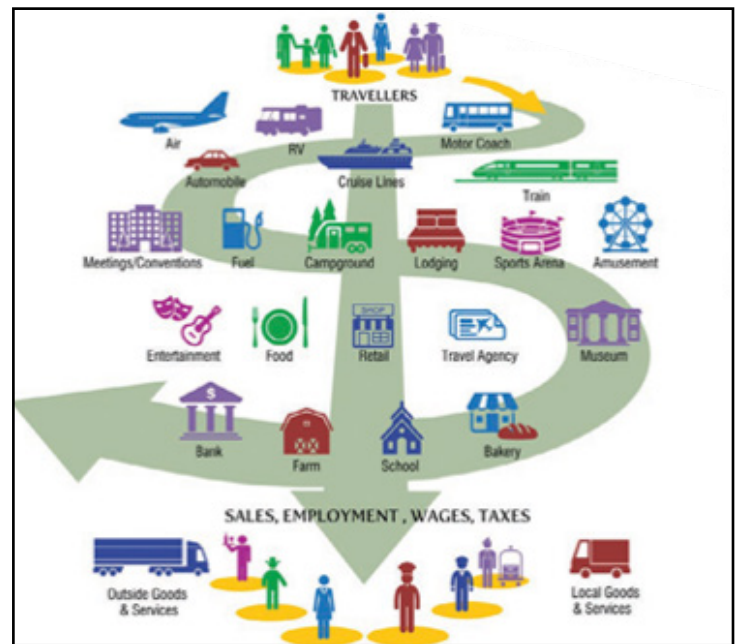 TRAVELLERS
Air
RV
Motor Coach
Automobile
Cruise Lines
Train
Meetings/Conventions
Fuel
Campground
Lodging
Sports Arena
Amusement
Entertainment
Food
SHOP
Retail
Travel Agency
Museum
$
Bank
Farm
School
Bakery
SALES, EMPLOYMENT , WAGES, TAXES
Outside Goods
& Services
Local Goods
& Services